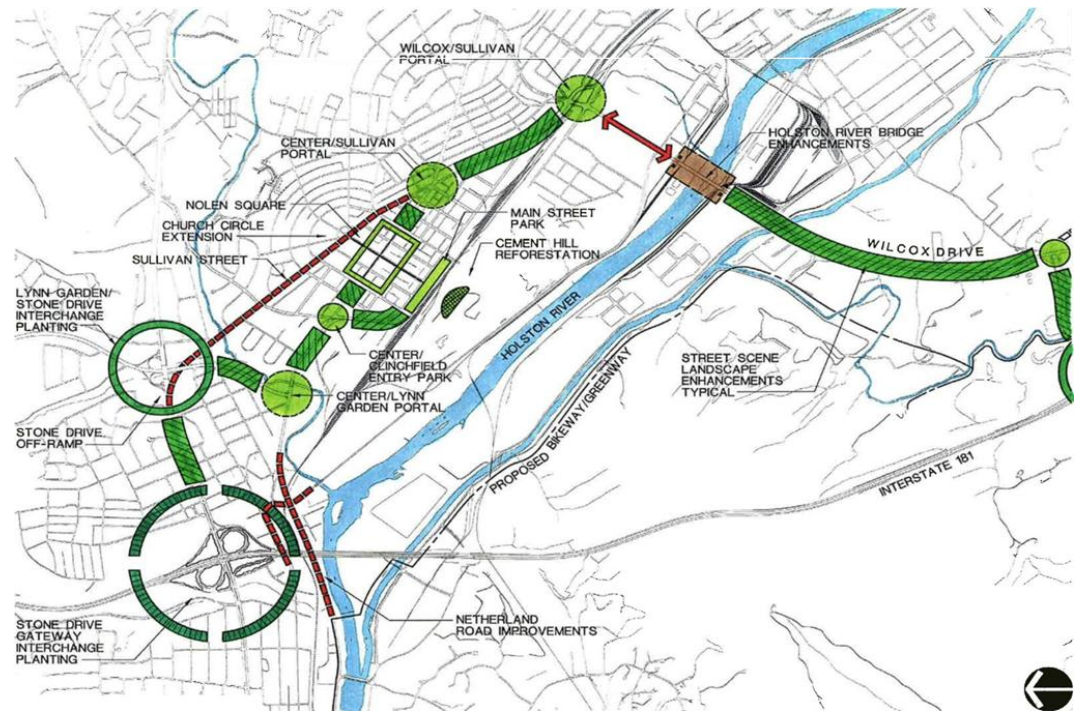 WILCOX/SULLIVAN
PORTAL
CENTER/SULLIVAN
PORTAL
HOLSTON RIVER BRIDGE
ENHANCEMENTS
NOLEN SQUARE
CHURCH CIRCLE
EXTENSION
SULLIVAN STREET
MAIN STREET
PARK
CEMENT HILL
REFORESTATION
WILCOX DRIVE
LYNN GARDEN/
STONE DRIVE
INTERCHANGE
PLANTING
HOLSTON RIVER
CENTER/
CLINCHFIELD
ENTRY PARK
CENTER/LYNN
GARDEN PORTAL
STREET SCENE
LANDSCAPE
ENHANCEMENTS
TYPICAL
STONE DRIVE
OFF-RAMP
PROPOSED BIKEWAY/GREENWAY
INTERSTATE 181
STONE DRIVE
GATEWAY
INTERCHANGE
PLANTING
NETHERLAND
ROAD IMPROVEMENTS